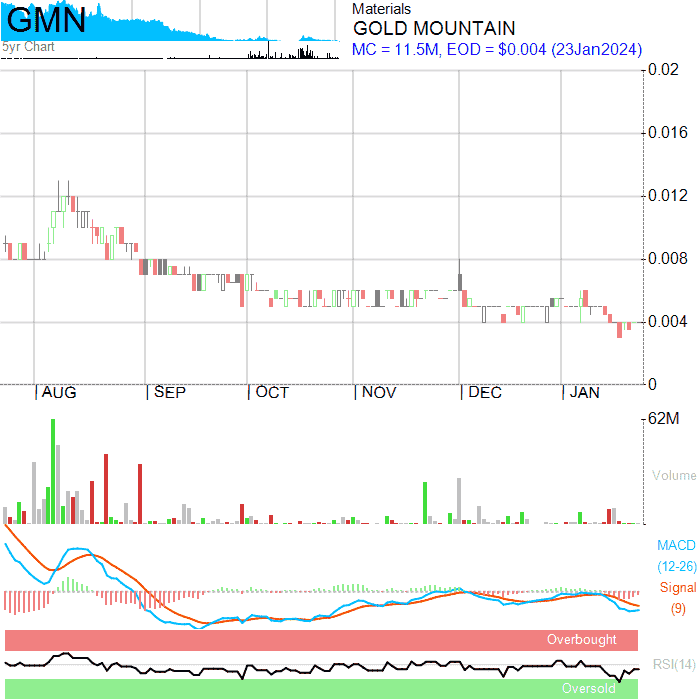 GMN
5yr Chart
Materials
GOLD MOUNTAIN
MC = 11.5M, EOD = $0.004 (23Jan2024)
0.02
0.016
0.012
0.008
0.004
0
AUG SEP OCT NOV DEC JAN
62M
Volume
MACD
(12-26)
Signal
(9)
Overbought
RSI(14)
Oversold